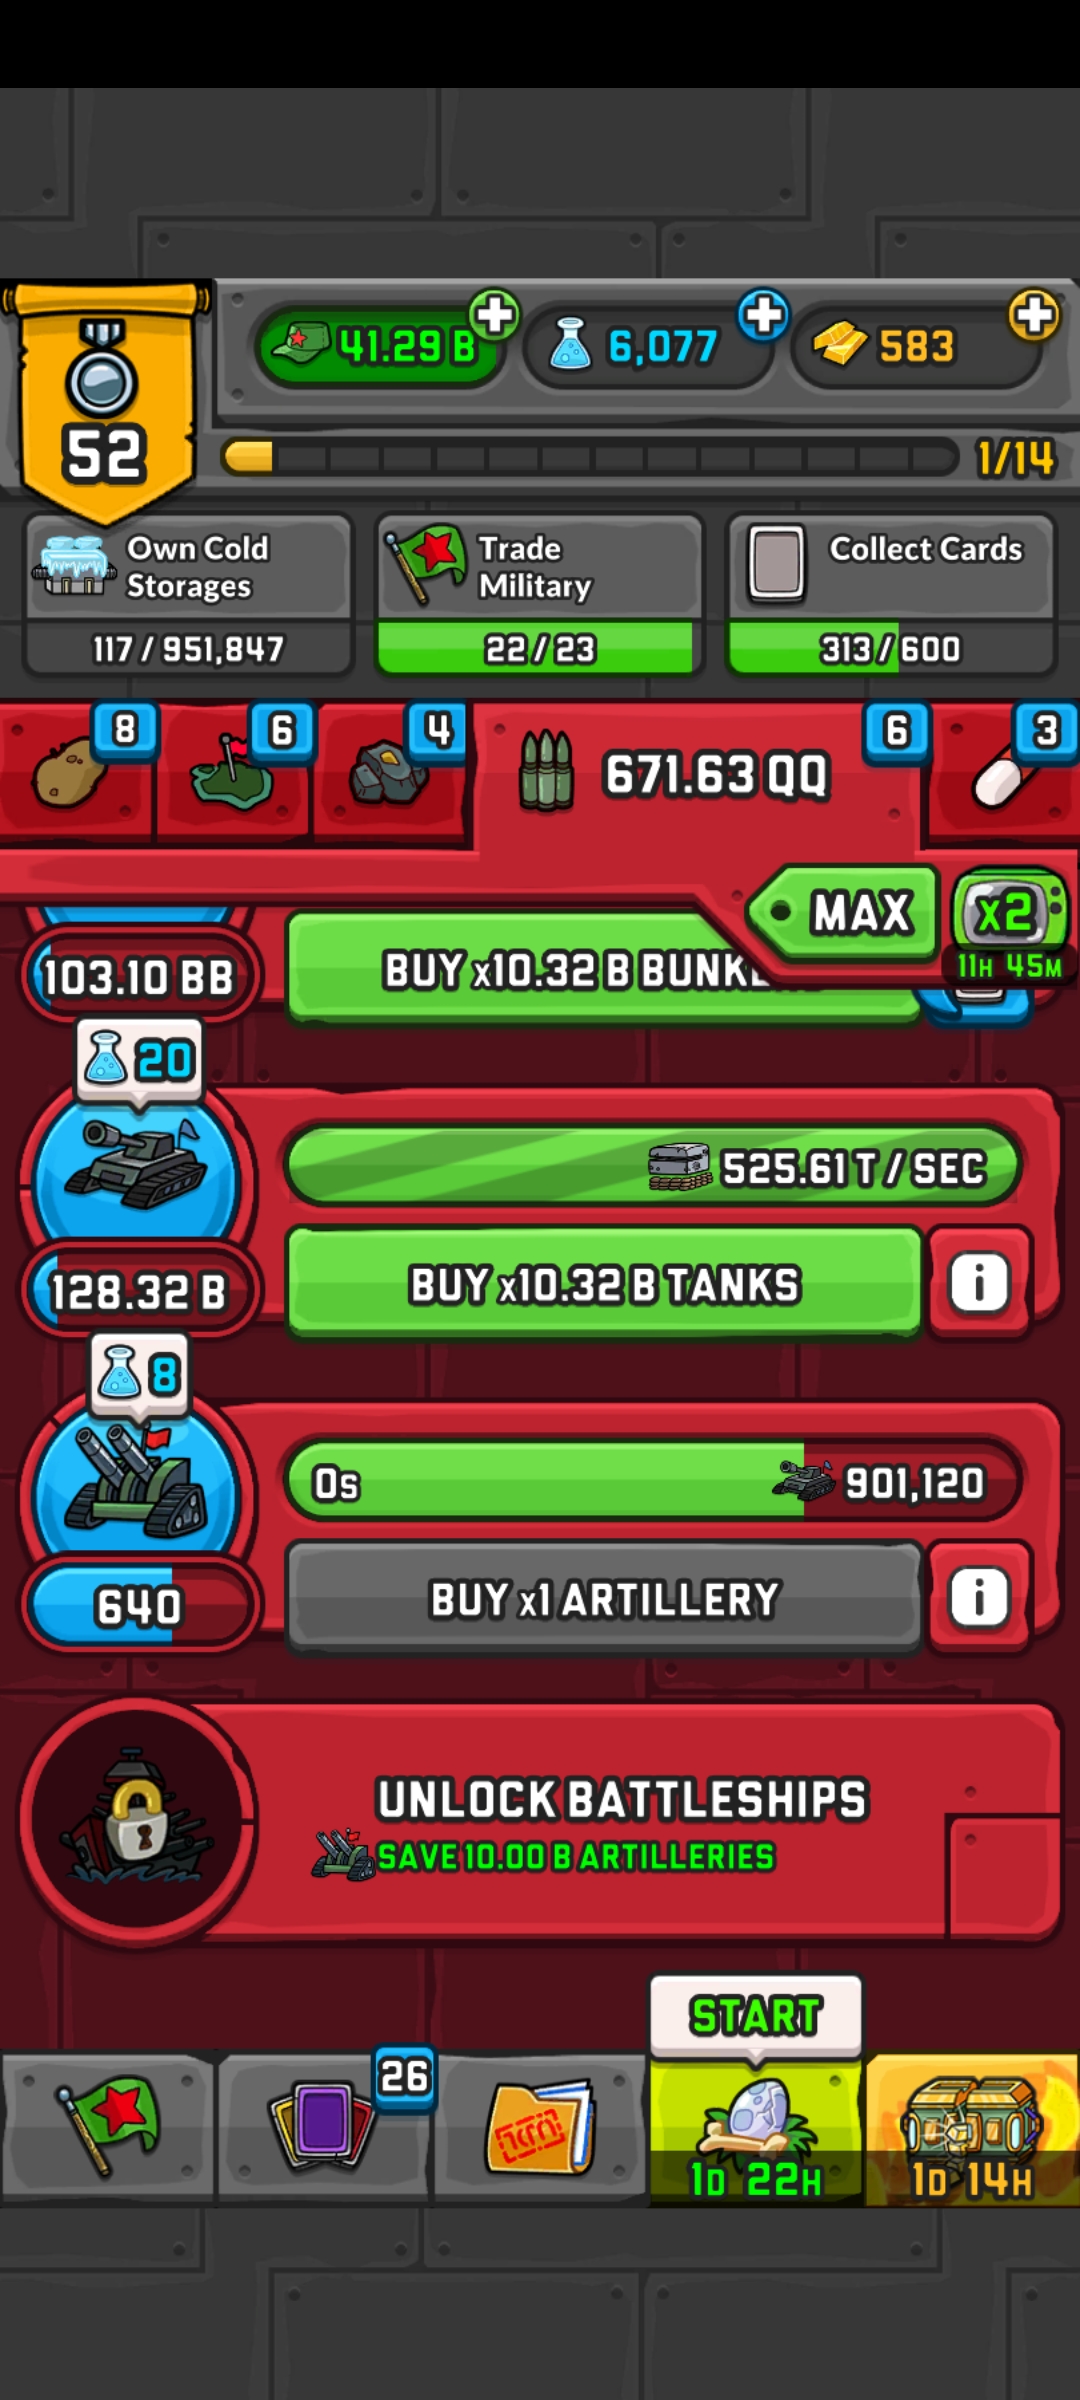 41.29 B
6,077
583
52
1/14
Own Cold
Storages
117 / 951,847
Trade
Military
22 / 23
Collect Cards
313 / 600
8
6
4
671.63 QQ
6
3
MAX
x2
11H 45M
103.10 BB
BUY x10.32 B
20
525.61 T / SEC
128.32 B
BUY x10.32 B TANKS
i
8
0s
901,120
640
BUY x1 ARTILLERY
i
UNLOCK BATTLESHIPS
SAVE 10.00 B ARTILLERIES
START
26
1D 22H
1D 14H